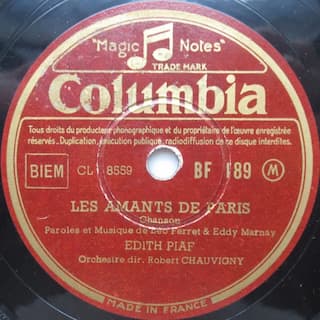 "Magic Notes"
TRADE MARK
Columbia
Tous droits du producteur phonographique et du propriétaire de l'œuvre enregistrée
réservés. Duplication, exécution publique, radiodiffusion de ce disque interdites.
BIEM CL 8559 BF 189 M
LES AMANTS DE PARIS
Chanson
Paroles et Musique de Léo Ferret & Eddy Marnay
EDITH PIAF
Orchestre dir. Robert CHAUVIGNY
MADE IN FRANCE